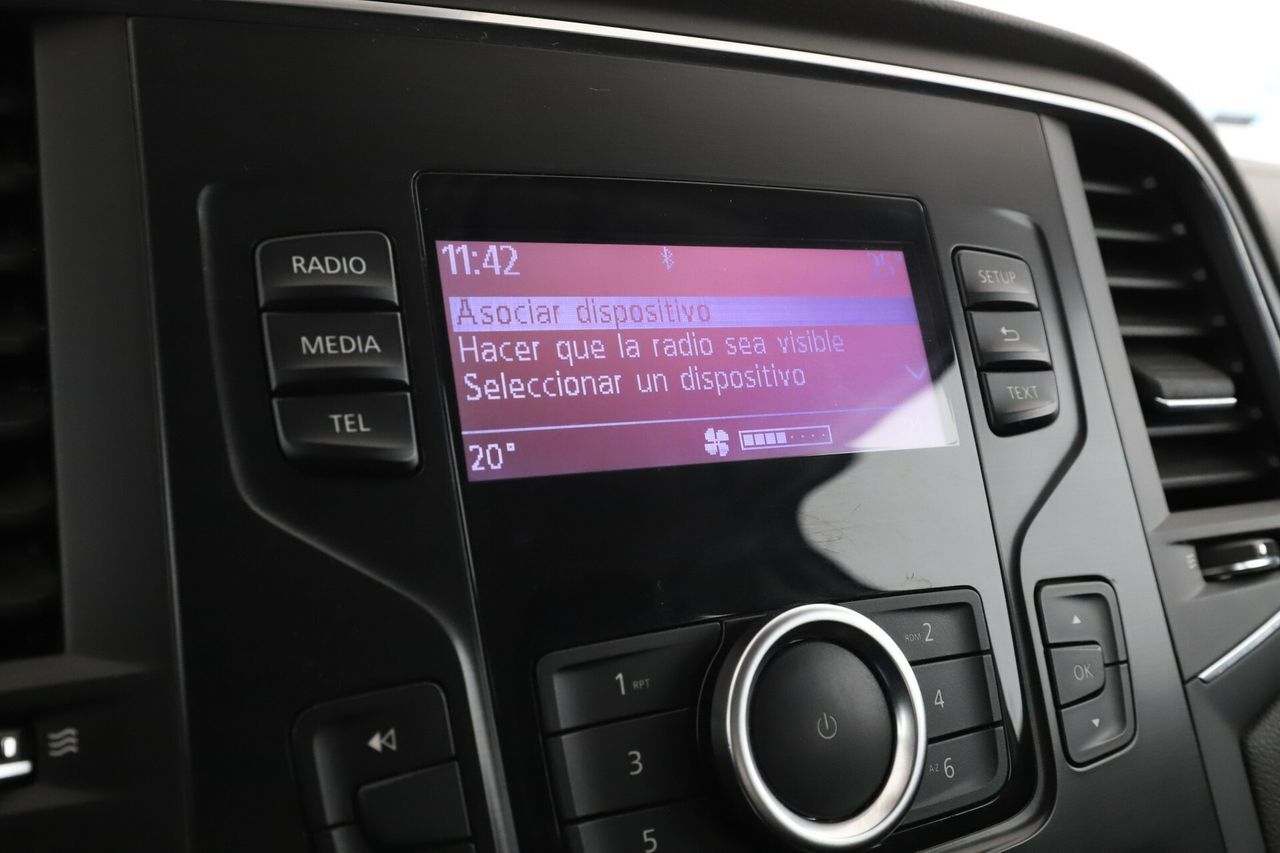 11:42 25°
Asociar dispositivo
Hacer que la radio sea visible
Seleccionar un dispositivo
20°
RADIO
MEDIA
TEL
SETUP
TEXT
1 RPT
RDM 2
3
4
5
A-Z 6
OK